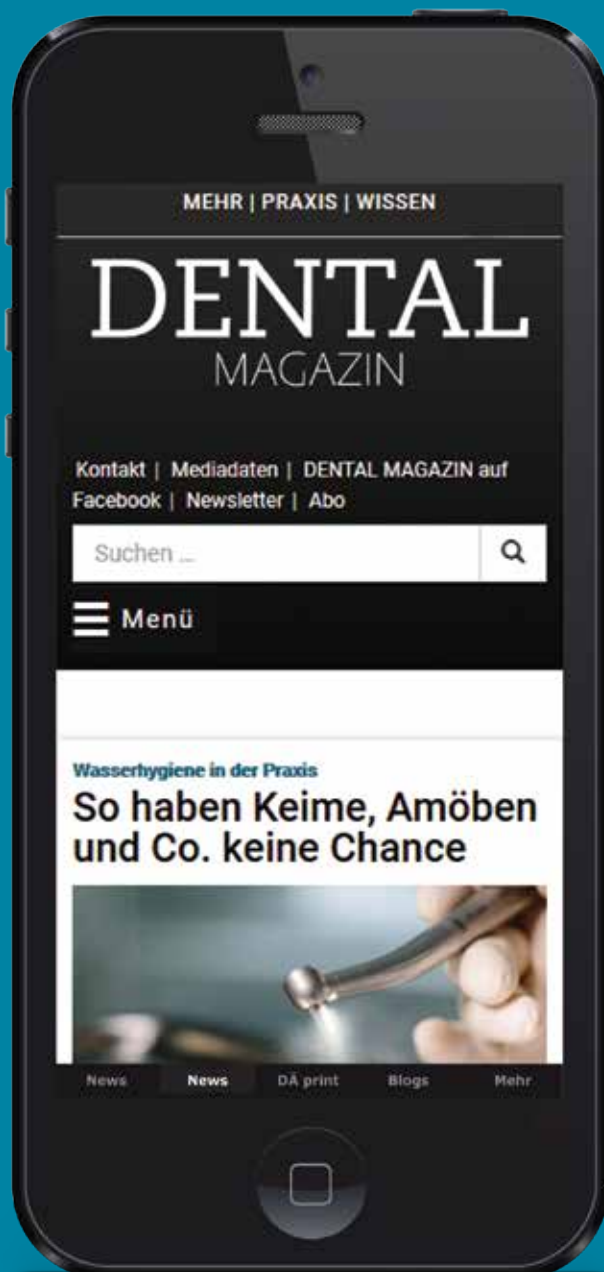 MEHR | PRAXIS | WISSEN
DENTAL
MAGAZIN
Kontakt | Mediadaten | DENTAL MAGAZIN auf
Facebook | Newsletter | Abo
Suchen ...
Menü
Wasserhygiene in der Praxis
So haben Keime, Amöben
und Co. keine Chance
News News DÄ print Blogs Mehr